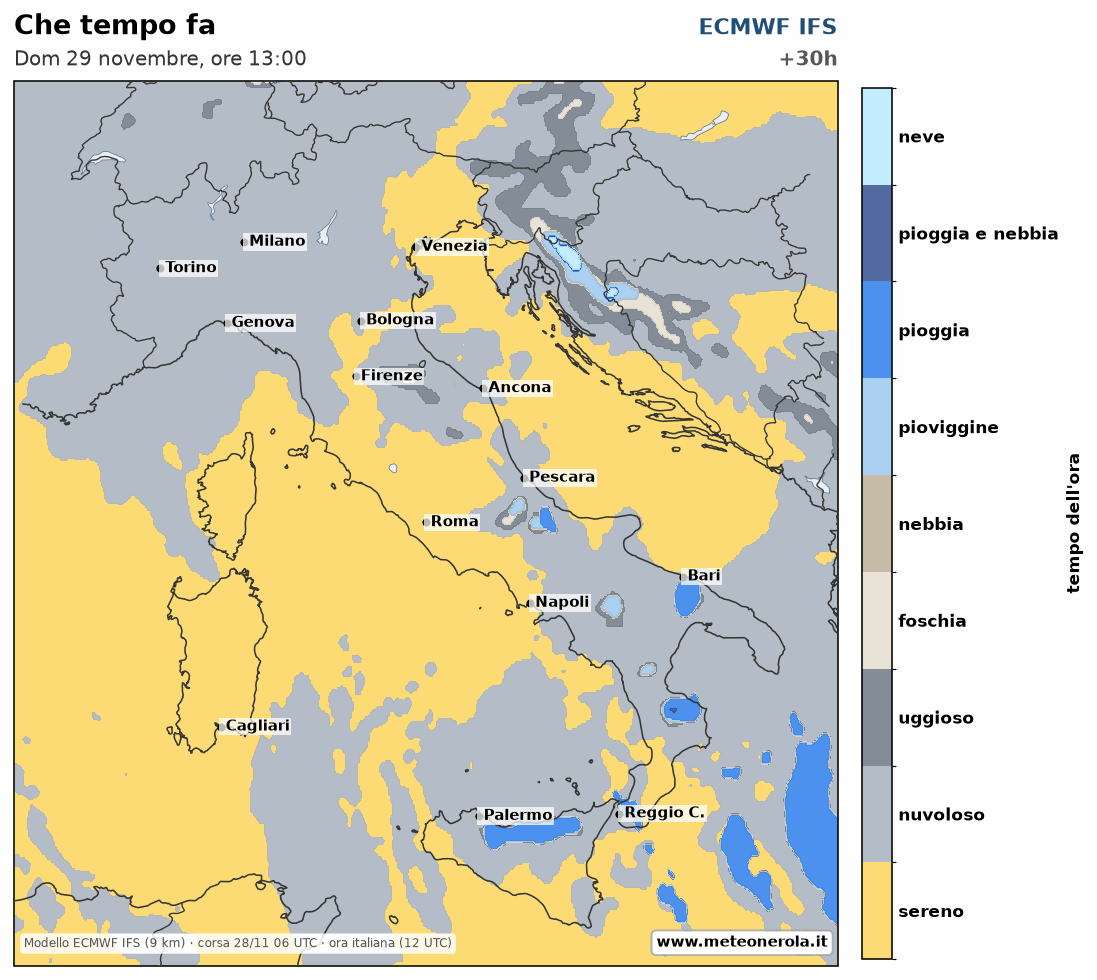 Che tempo fa
ECMWF IFS
Dom 29 novembre, ore 13:00
+30h
neve
pioggia e nebbia
pioggia
pioviggine
nebbia
foschia
uggioso
nuvoloso
sereno
tempo dell'ora
Milano
Venezia
Torino
Genova
Bologna
Firenze
Ancona
Pescara
Roma
Bari
Napoli
Cagliari
Palermo
Reggio C.
Modello ECMWF IFS (9 km) · corsa 28/11 06 UTC · ora italiana (12 UTC)
www.meteonerola.it